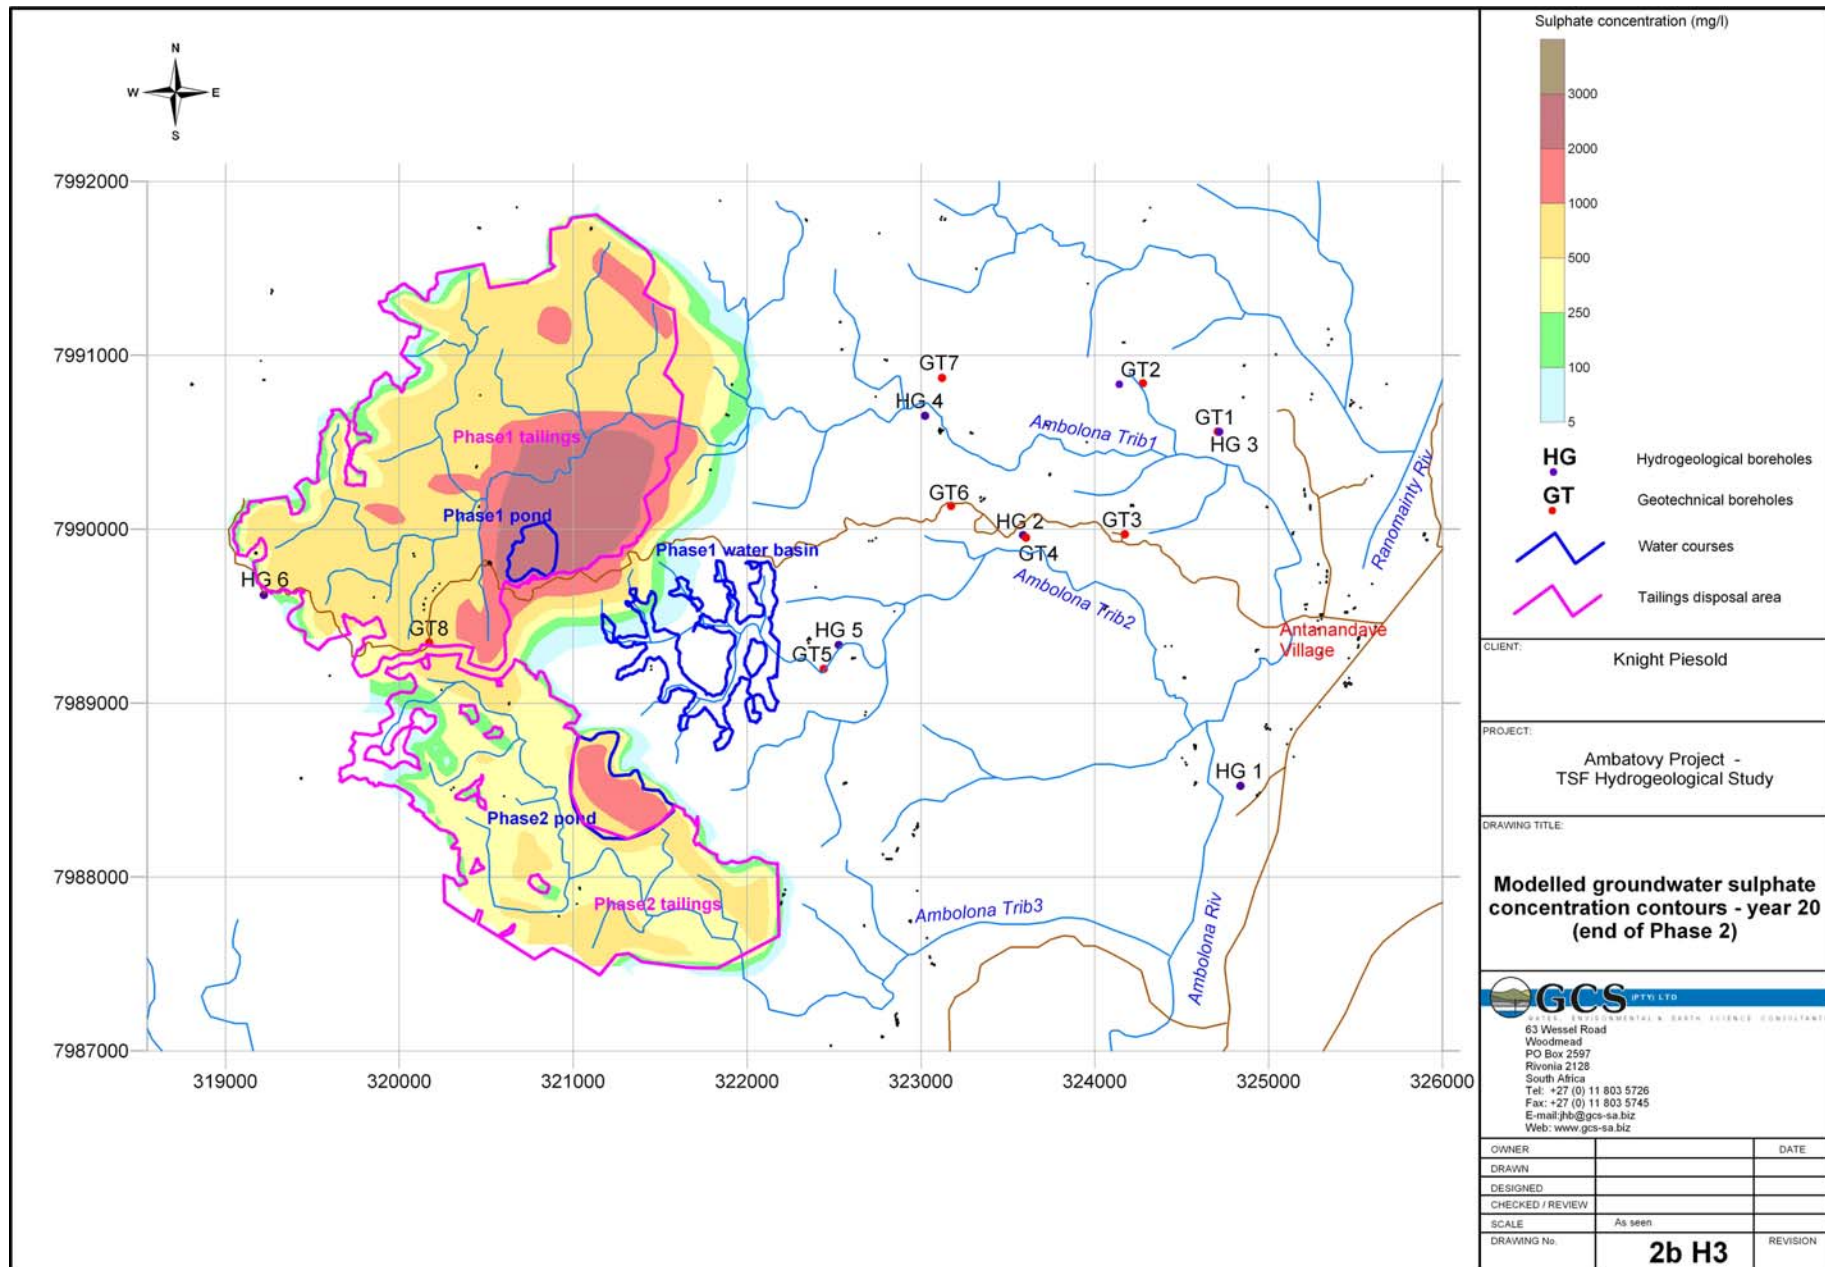 N
W E
S
7992000
7991000
7990000
7989000
7988000
7987000
319000 320000 321000 322000 323000 324000 325000 326000
Phase1 tailings
Phase1 pond
Phase1 water basin
Phase2 pond
Phase2 tailings
HG 6
GT8
GT7
HG 4
GT2
GT1
HG 3
GT6
HG 2
GT4
GT3
HG 5
GT5
HG 1
Ambolona Trib1
Ambolona Trib2
Ambolona Trib3
Ambolona Riv
Ranomainty Riv
Antanandave
Village
Sulphate concentration (mg/l)
3000
2000
1000
500
250
100
5
HG Hydrogeological boreholes
GT Geotechnical boreholes
Water courses
Tailings disposal area
CLIENT:
Knight Piesold
PROJECT:
Ambatovy Project -
TSF Hydrogeological Study
DRAWING TITLE:
Modelled groundwater sulphate
concentration contours - year 20
(end of Phase 2)
GCS (PTY) LTD
WATER, ENVIRONMENTAL & EARTH SCIENCE CONSULTANTS
63 Wessel Road
Woodmead
PO Box 2597
Rivonia 2128
South Africa
Tel: +27 (0) 11 803 5726
Fax: +27 (0) 11 803 5745
E-mail:jhb@gcs-sa.biz
Web: www.gcs-sa.biz
OWNER DATE
DRAWN
DESIGNED
CHECKED / REVIEW
SCALE As seen
DRAWING No. 2b H3 REVISION